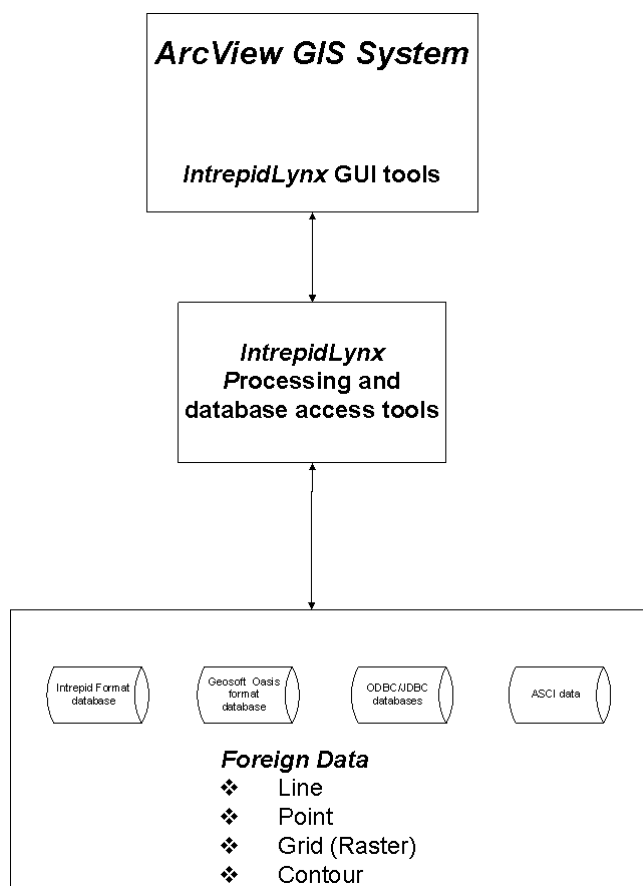 ArcView GIS System
IntrepidLynx GUI tools
IntrepidLynx
Processing and
database access tools
Intrepid Format
database
Geosoft Oasis
format
database
ODBC/JDBC
databases
ASCI data
Foreign Data
❖ Line
❖ Point
❖ Grid (Raster)
❖ Contour